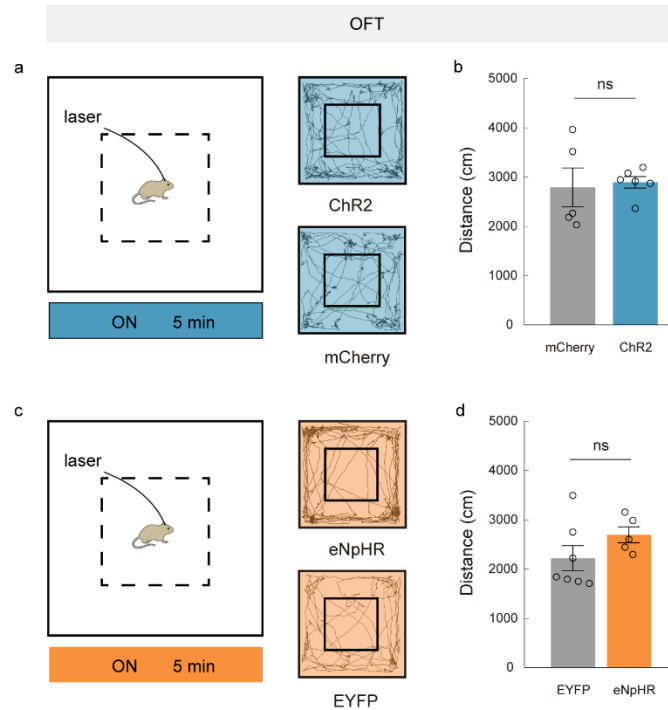 OFT
a
laser
ON 5 min
ChR2
mCherry
b
5000
4000
3000
2000
1000
0
Distance (cm)
ns
mCherry ChR2
c
laser
ON 5 min
eNpHR
EYFP
d
5000
4000
3000
2000
1000
0
Distance (cm)
ns
EYFP eNpHR